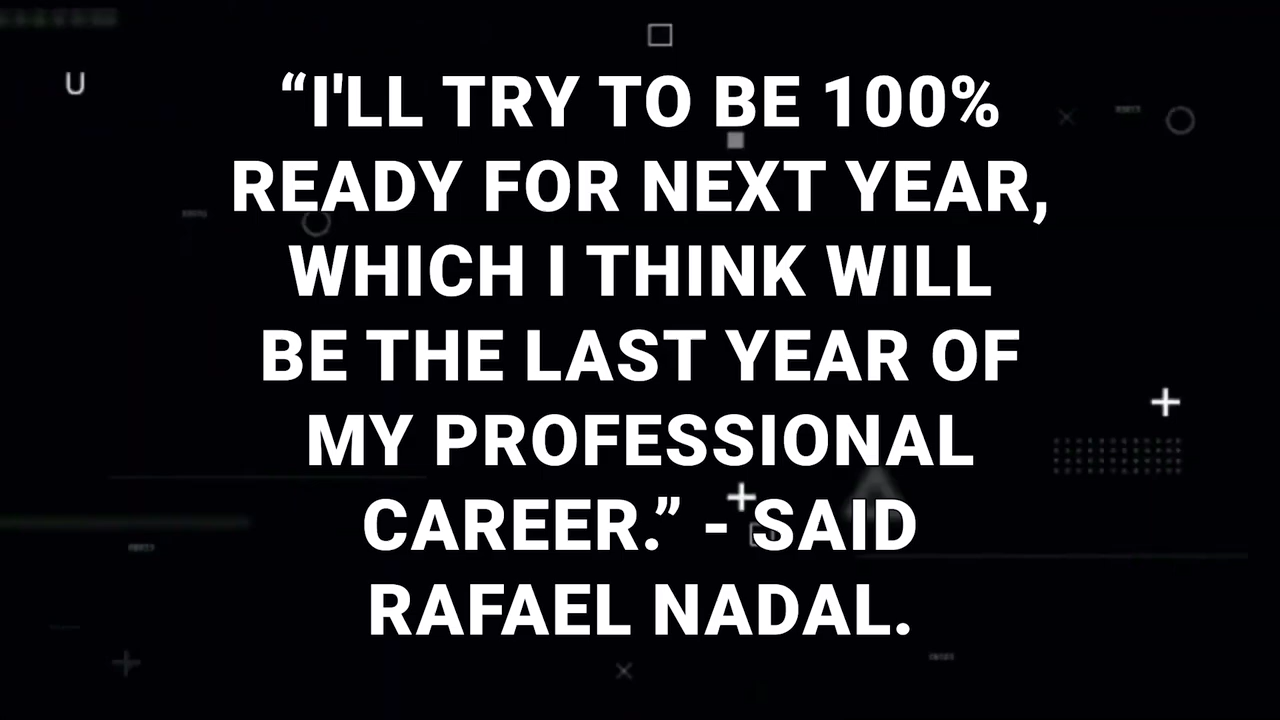 “I'LL TRY TO BE 100%
READY FOR NEXT YEAR,
WHICH I THINK WILL
BE THE LAST YEAR OF
MY PROFESSIONAL
CAREER.” - SAID
RAFAEL NADAL.